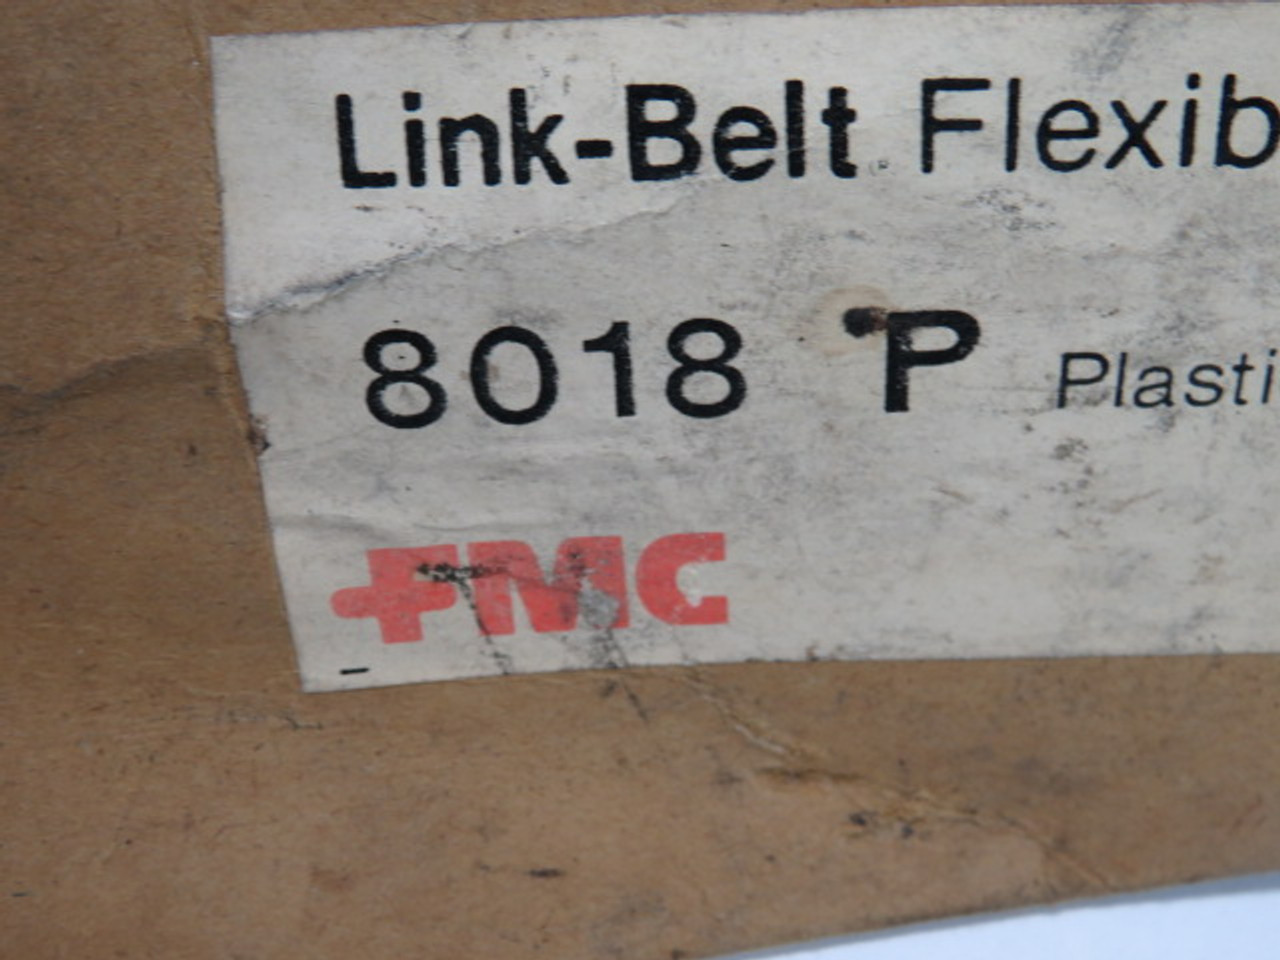 Link-Belt Flexib
8018 P Plasti
FMC